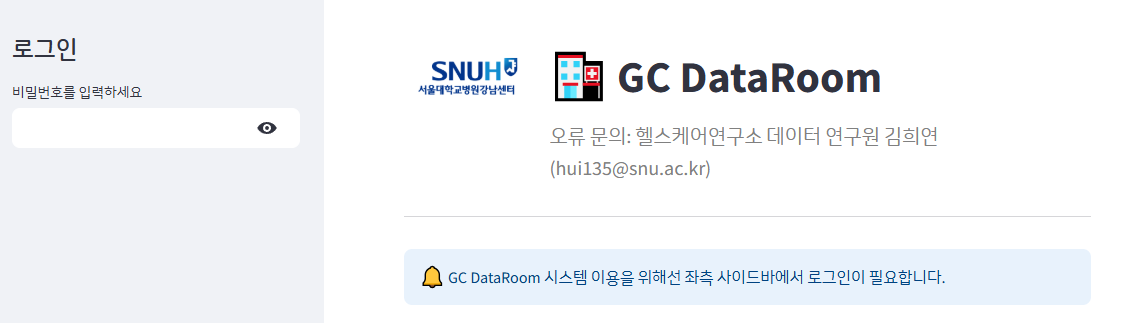 로그인
비밀번호를 입력하세요
SNUH
서울대학교병원강남센터
GC DataRoom
오류 문의: 헬스케어연구소 데이터 연구원 김희연
(hui135@snu.ac.kr)
GC DataRoom 시스템 이용을 위해선 좌측 사이드바에서 로그인이 필요합니다.